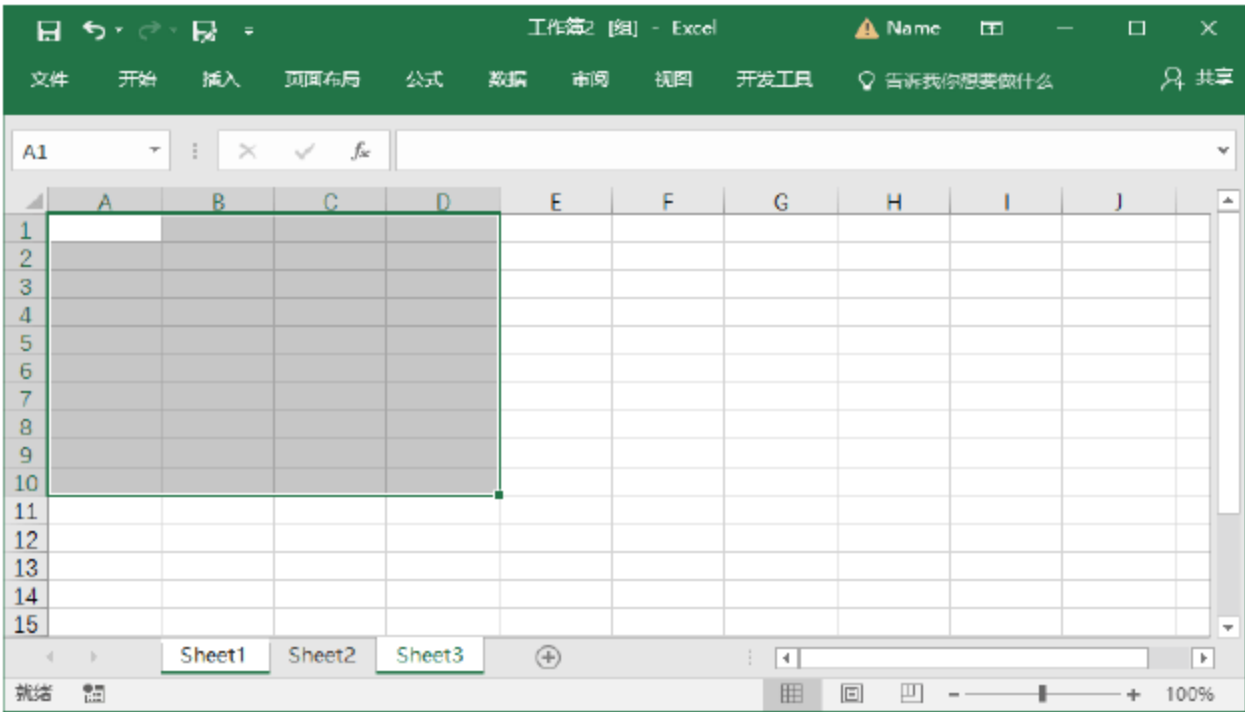 工作簿2 [组] - Excel
Name
文件 开始 插入 页面布局 公式 数据 审阅 视图 开发工具 告诉我你想要做什么 共享
A1 fx
A B C D E F G H I J
1
2
3
4
5
6
7
8
9
10
11
12
13
14
15
Sheet1 Sheet2 Sheet3
就绪 100%